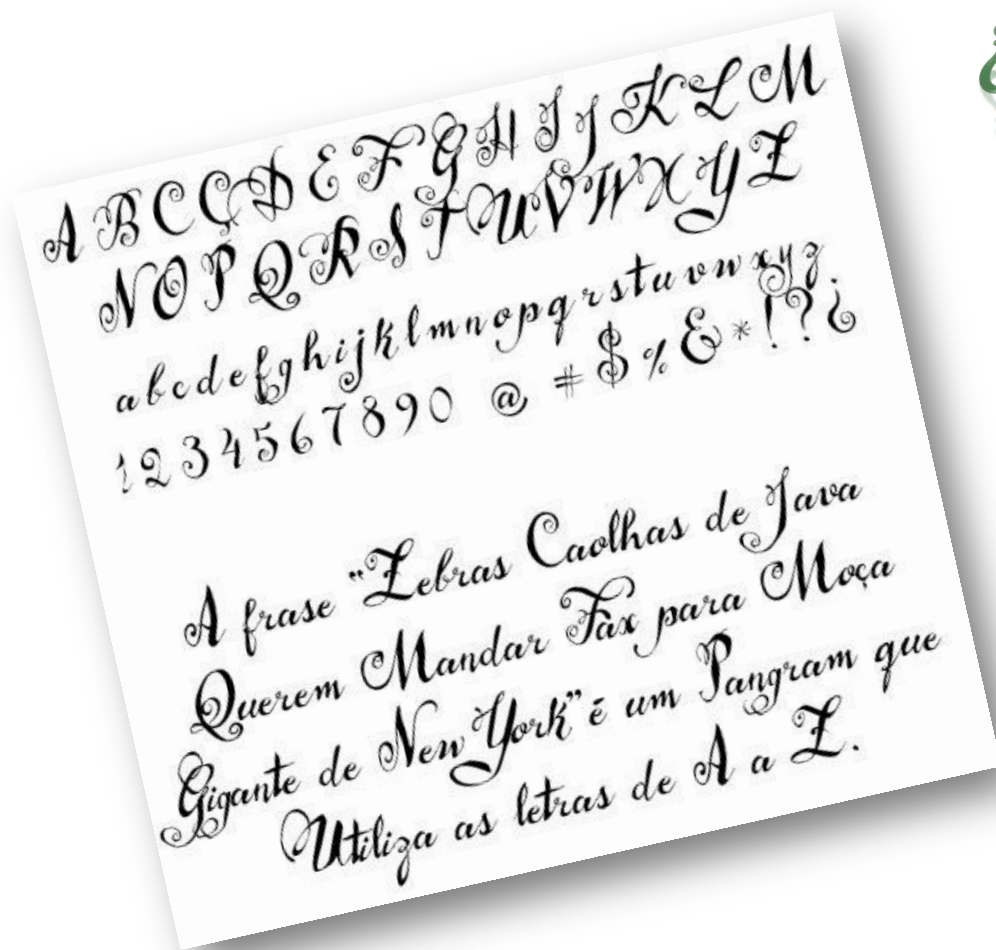 A B C Ç D E F G H I J K L M
N O P Q R S T U V W X Y Z
a b c d e f g h i j k l m n o p q r s t u v w x y z .
1 2 3 4 5 6 7 8 9 0 @ # $ % & * ! ? ¿
A frase "Zebras Caolhas de Java
Querem Mandar Fax para Moça
Gigante de New York" é um Pangram que
Utiliza as letras de A a Z.